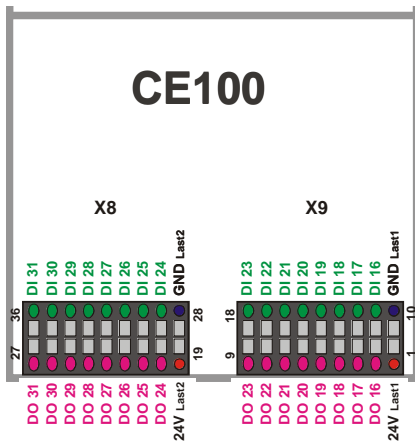 CE100
X8
X9
DI 31
DI 30
DI 29
DI 28
DI 27
DI 26
DI 25
DI 24
GND Last2
DI 23
DI 22
DI 21
DI 20
DI 19
DI 18
DI 17
DI 16
GND Last1
36
28
18
10
27
19
9
1
DO 31
DO 30
DO 29
DO 28
DO 27
DO 26
DO 25
DO 24
24V Last2
DO 23
DO 22
DO 21
DO 20
DO 19
DO 18
DO 17
DO 16
24V Last1